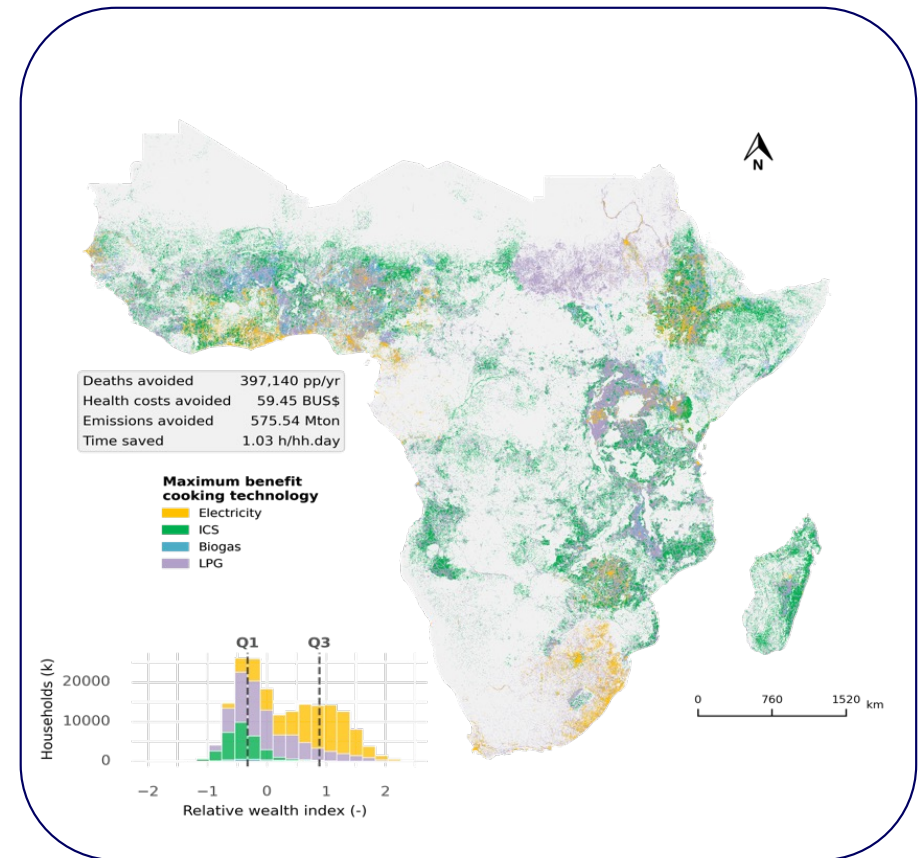 N
Deaths avoided 397,140 pp/yr
Health costs avoided 59.45 BUS$
Emissions avoided 575.54 Mton
Time saved 1.03 h/hh.day
Maximum benefit
cooking technology
Electricity
ICS
Biogas
LPG
Q1 Q3
Households (k)
20000
10000
0
−2 −1 0 1 2
Relative wealth index (-)
0 760 1520 km